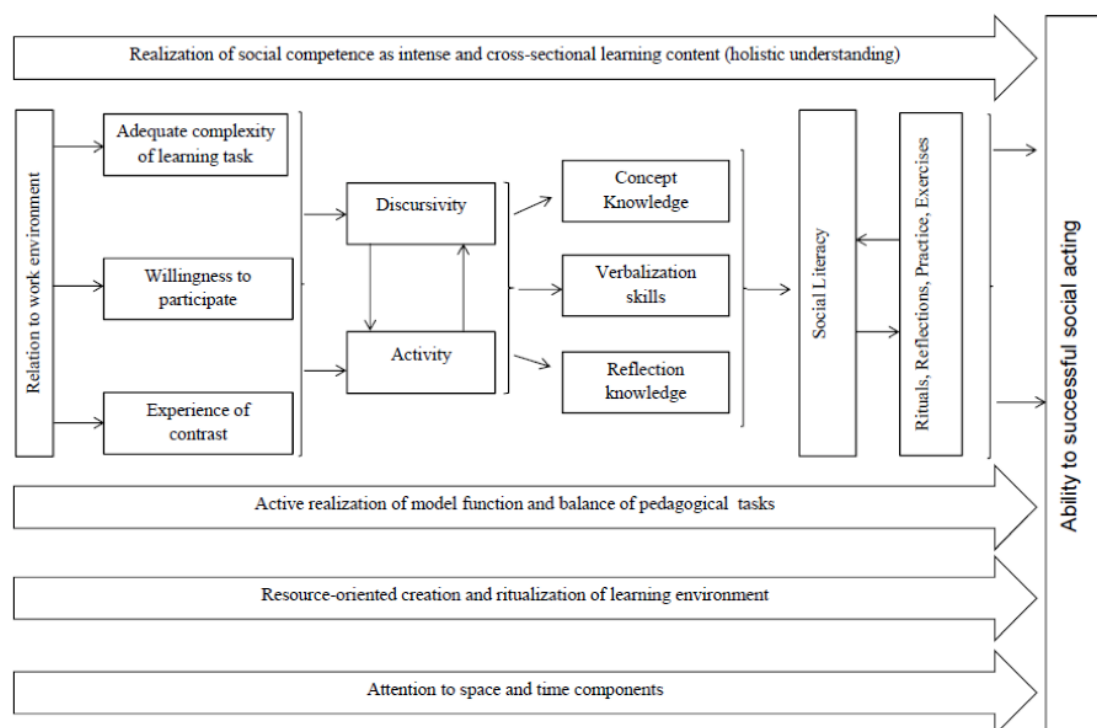 Realization of social competence as intense and cross-sectional learning content (holistic understanding)
Relation to work environment
Adequate complexity
of learning task
Willingness to
participate
Experience of
contrast
Discursivity
Activity
Concept
Knowledge
Verbalization
skills
Reflection
knowledge
Social Literacy
Rituals, Reflections, Practice, Exercises
Ability to successful social acting
Active realization of model function and balance of pedagogical tasks
Resource-oriented creation and ritualization of learning environment
Attention to space and time components